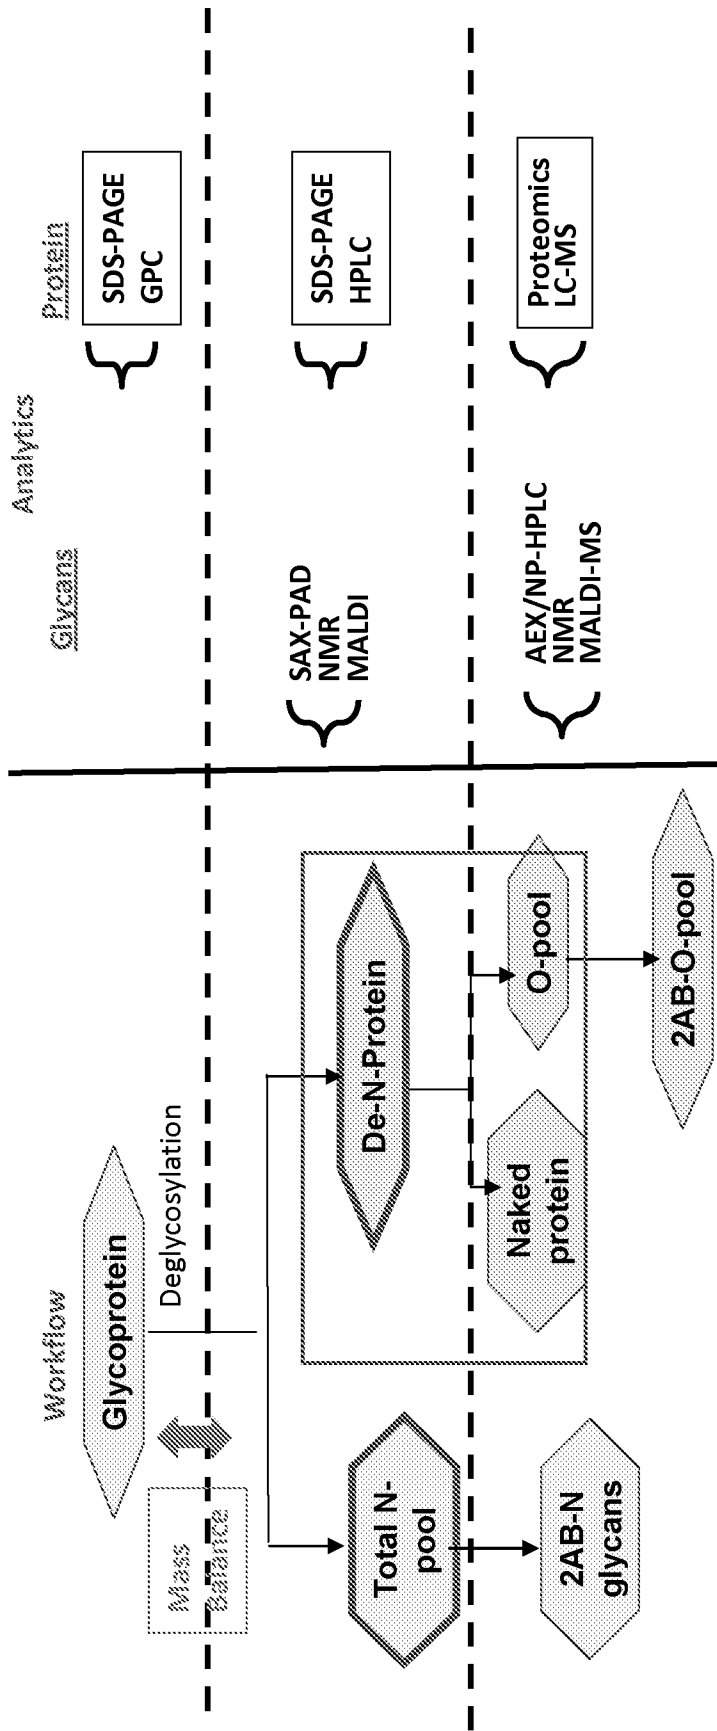 Workflow
Analytics
Glycans
Protein
Glycoprotein
SDS-PAGE
GPC
Mass
Balance
Deglycosylation
Total N-
pool
De-N-Protein
SAX-PAD
NMR
MALDI
SDS-PAGE
HPLC
2AB-N
glycans
Naked
protein
O-pool
AEX/NP-HPLC
NMR
MALDI-MS
Proteomics
LC-MS
2AB-O-pool